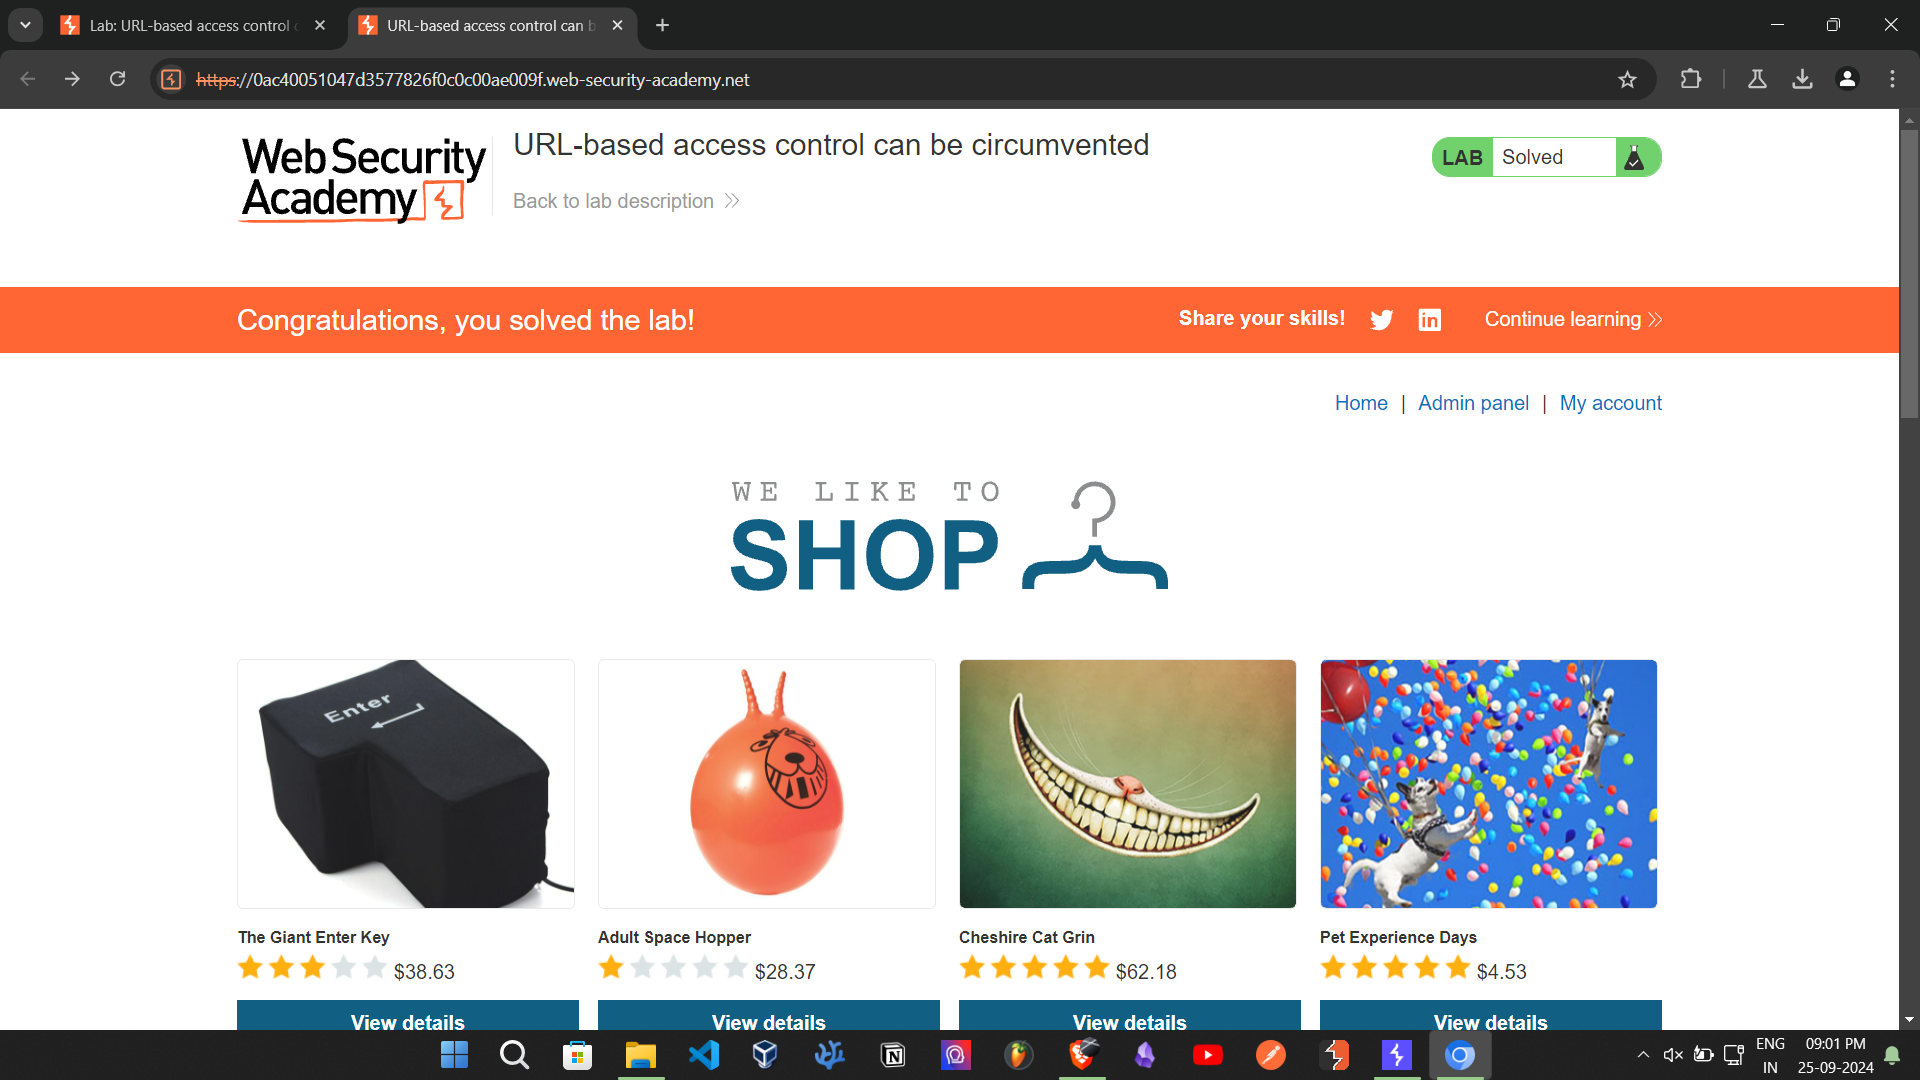 Lab: URL-based access control
URL-based access control can b
https://0ac40051047d3577826f0c0c00ae009f.web-security-academy.net
Web Security
Academy
URL-based access control can be circumvented
Back to lab description
LAB Solved
Congratulations, you solved the lab!
Share your skills!
Continue learning
Home | Admin panel | My account
WE LIKE TO
SHOP
Enter
The Giant Enter Key
$38.63
View details
Adult Space Hopper
$28.37
View details
Cheshire Cat Grin
$62.18
View details
Pet Experience Days
$4.53
View details
ENG
IN
09:01 PM
25-09-2024